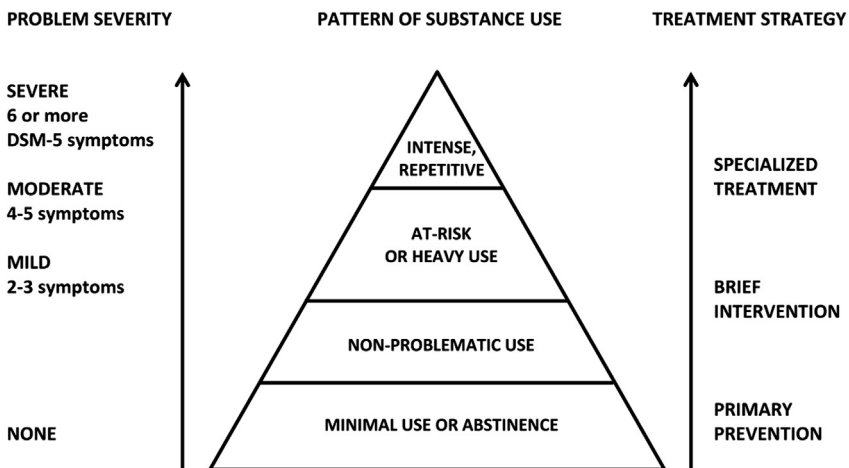 PROBLEM SEVERITY
PATTERN OF SUBSTANCE USE
TREATMENT STRATEGY
SEVERE
6 or more
DSM-5 symptoms
MODERATE
4-5 symptoms
MILD
2-3 symptoms
NONE
INTENSE,
REPETITIVE
AT-RISK
OR HEAVY USE
NON-PROBLEMATIC USE
MINIMAL USE OR ABSTINENCE
SPECIALIZED
TREATMENT
BRIEF
INTERVENTION
PRIMARY
PREVENTION